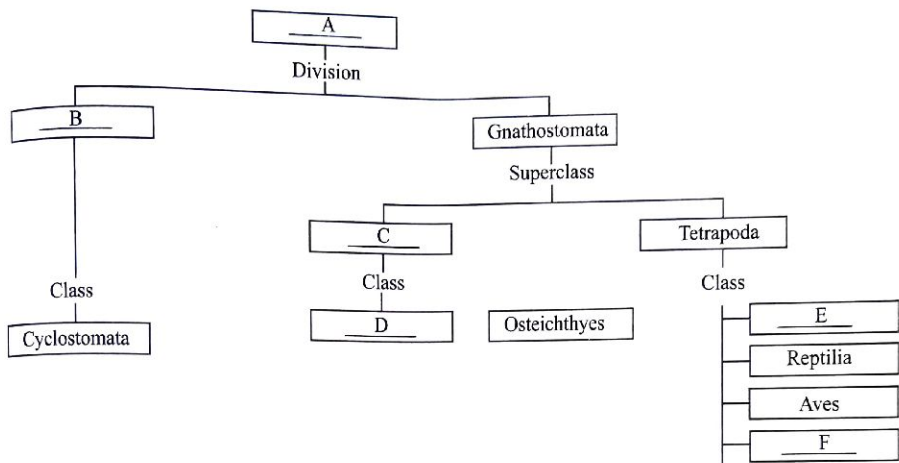 A
Division
B
Gnathostomata
Superclass
C
Tetrapoda
Class
Class
Class
Cyclostomata
D
Osteichthyes
E
Reptilia
Aves
F